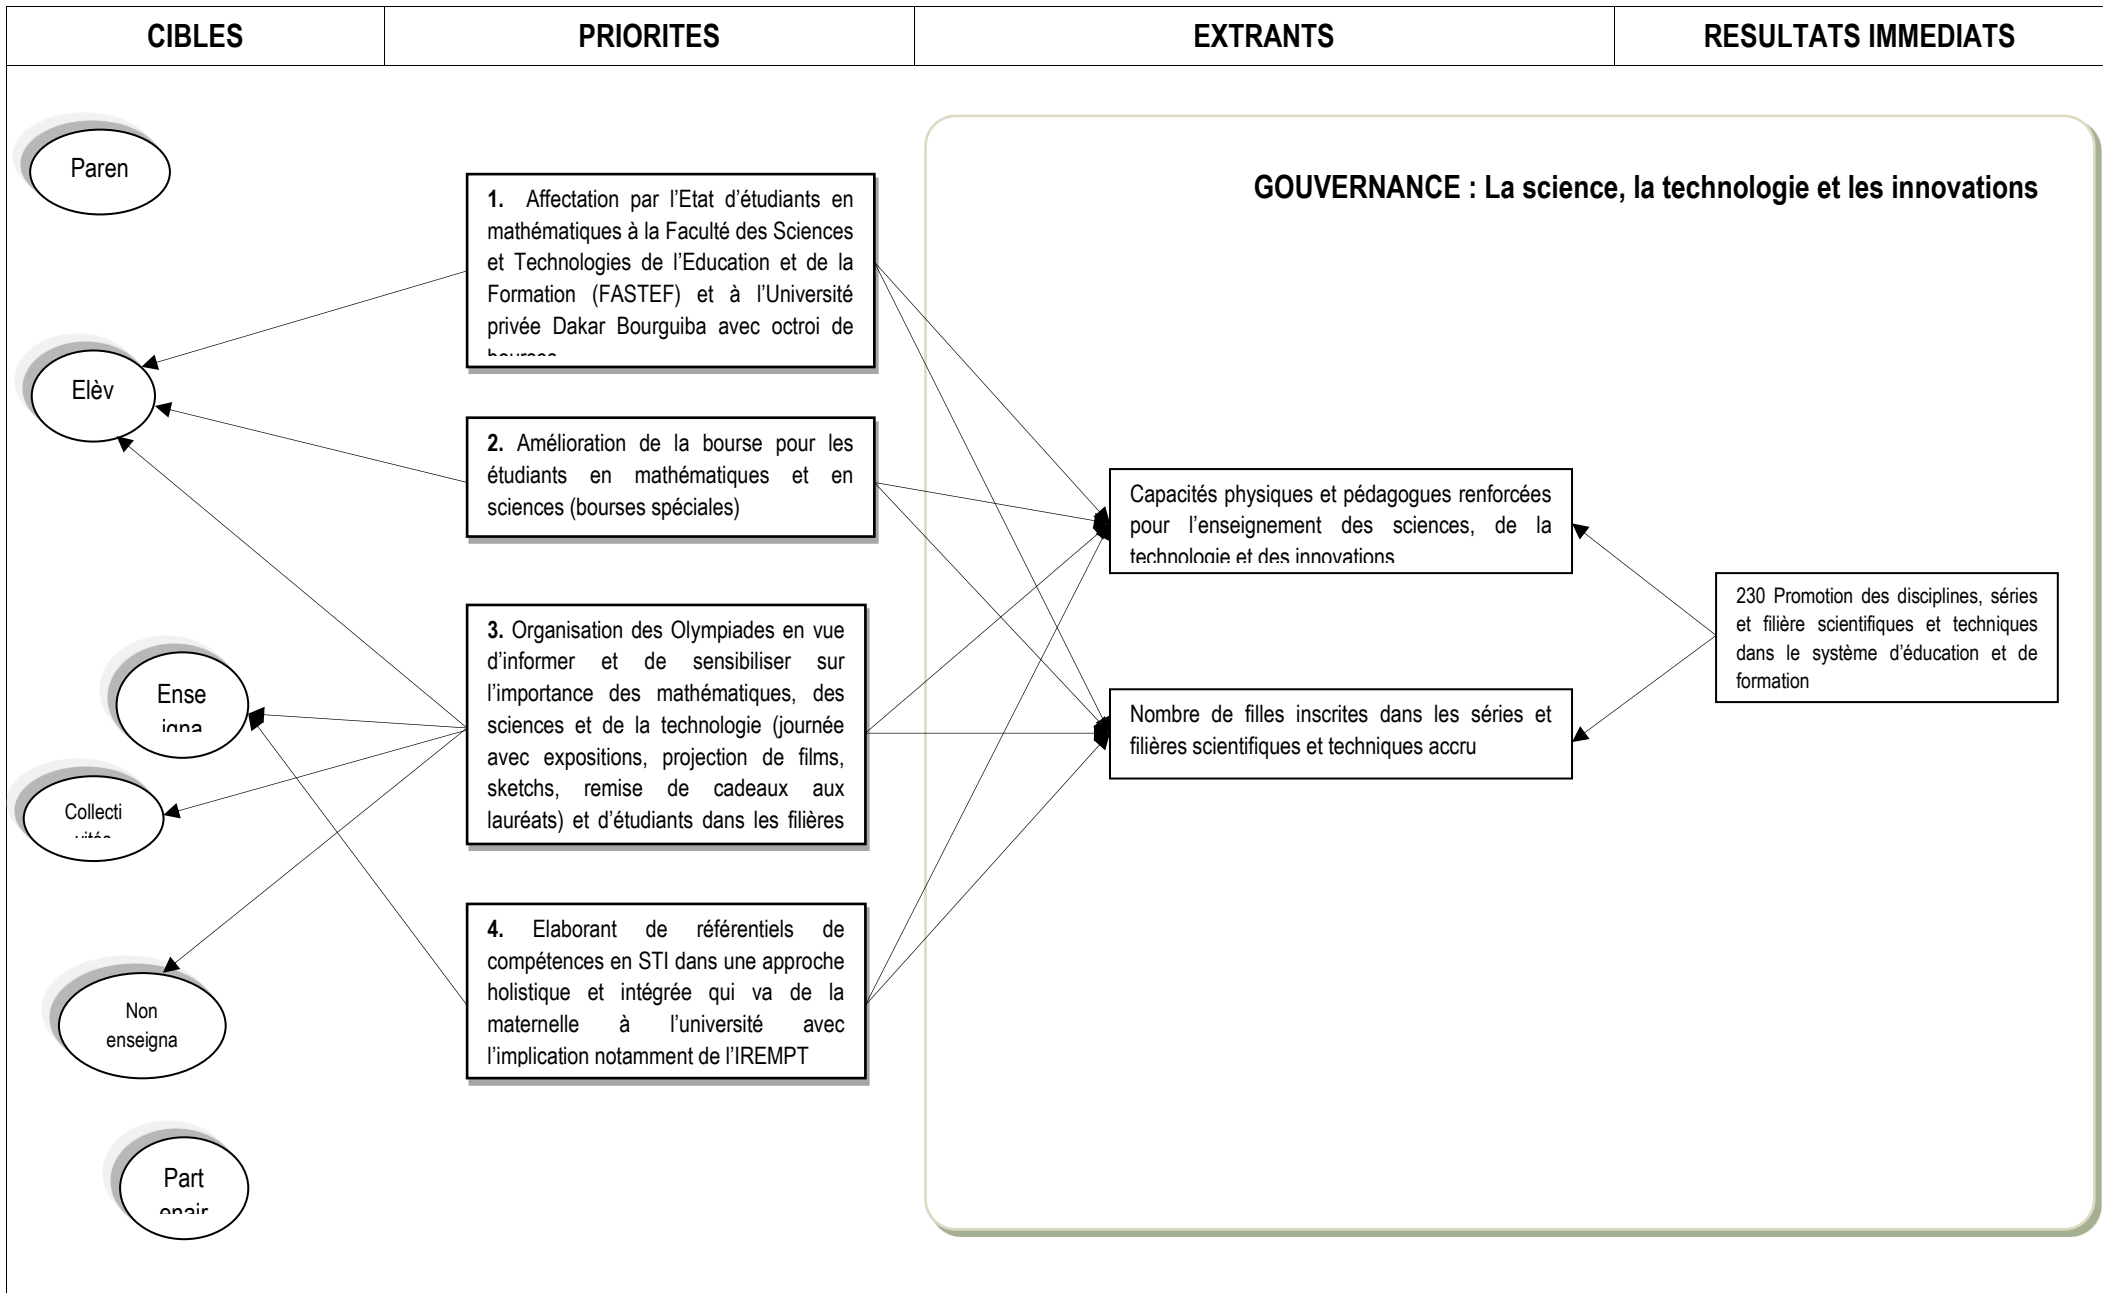 CIBLES
PRIORITES
EXTRANTS
RESULTATS IMMEDIATS
Paren
Elèv
Ense
igna
Collecti
Non
enseigna
Part
enair
1. Affectation par l’Etat d’étudiants en
mathématiques à la Faculté des Sciences
et Technologies de l’Education et de la
Formation (FASTEF) et à l’Université
privée Dakar Bourguiba avec octroi de
bourses
2. Amélioration de la bourse pour les
étudiants en mathématiques et en
sciences (bourses spéciales)
3. Organisation des Olympiades en vue
d’informer et de sensibiliser sur
l’importance des mathématiques, des
sciences et de la technologie (journée
avec expositions, projection de films,
sketchs, remise de cadeaux aux
lauréats) et d’étudiants dans les filières
4. Elaborant de référentiels de
compétences en STI dans une approche
holistique et intégrée qui va de la
maternelle à l’université avec
l’implication notamment de l’IREMPT
GOUVERNANCE : La science, la technologie et les innovations
Capacités physiques et pédagogues renforcées
pour l’enseignement des sciences, de la
technologie et des innovations
Nombre de filles inscrites dans les séries et
filières scientifiques et techniques accru
230 Promotion des disciplines, séries
et filière scientifiques et techniques
dans le système d’éducation et de
formation